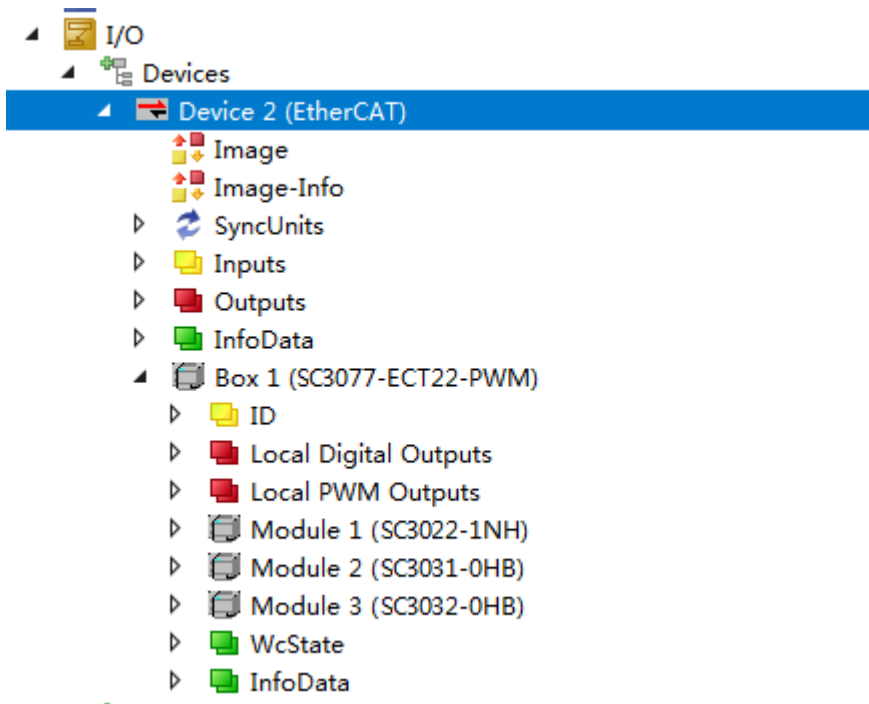 I/O
Devices
Device 2 (EtherCAT)
Image
Image-Info
SyncUnits
Inputs
Outputs
InfoData
Box 1 (SC3077-ECT22-PWM)
ID
Local Digital Outputs
Local PWM Outputs
Module 1 (SC3022-1NH)
Module 2 (SC3031-0HB)
Module 3 (SC3032-0HB)
WcState
InfoData